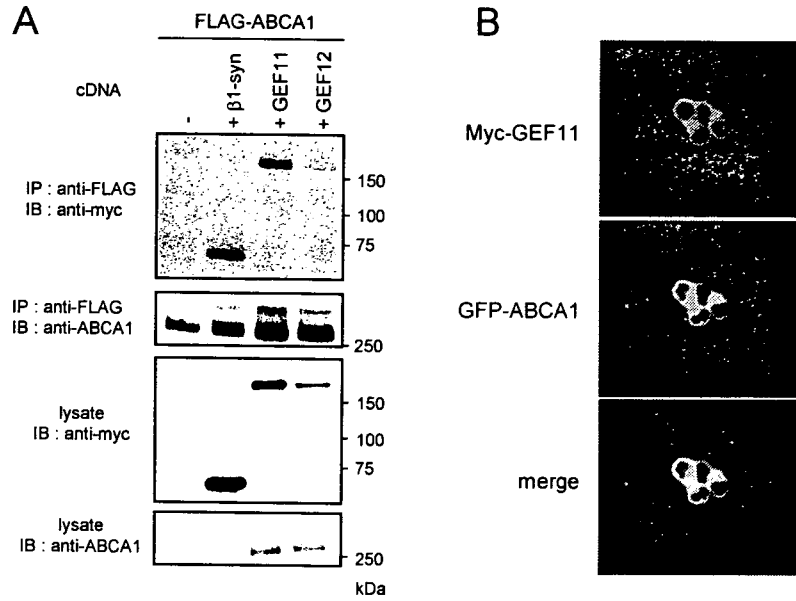 A
FLAG-ABCA1
cDNA
-
+ β1-syn
+ GEF11
+ GEF12
IP : anti-FLAG
IB : anti-myc
150
100
75
IP : anti-FLAG
IB : anti-ABCA1
250
lysate
IB : anti-myc
150
100
75
lysate
IB : anti-ABCA1
250
kDa
B
Myc-GEF11
GFP-ABCA1
merge